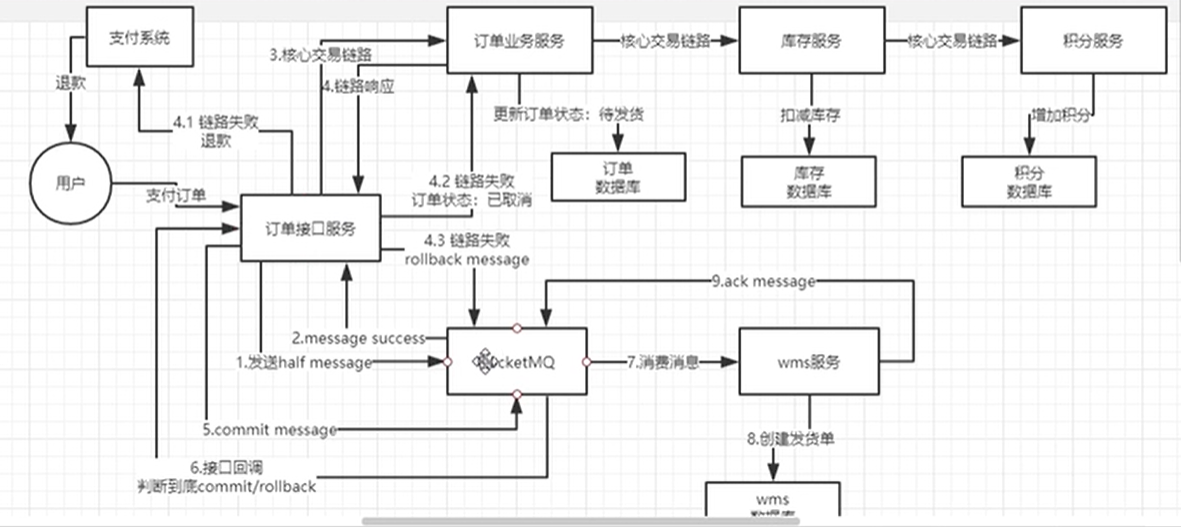 支付系统
订单业务服务
核心交易链路
库存服务
核心交易链路
积分服务
3.核心交易链路
4.链路响应
退款
4.1 链路失败
退款
更新订单状态：待发货
扣减库存
增加积分
订单
数据库
库存
数据库
积分
数据库
用户
支付订单
4.2 链路失败
订单状态：已取消
订单接口服务
4.3 链路失败
rollback message
9.ack message
2.message success
1.发送half message
cketMQ
7.消费消息
wms服务
5.commit message
8.创建发货单
6.接口回调
判断到底commit/rollback
wms